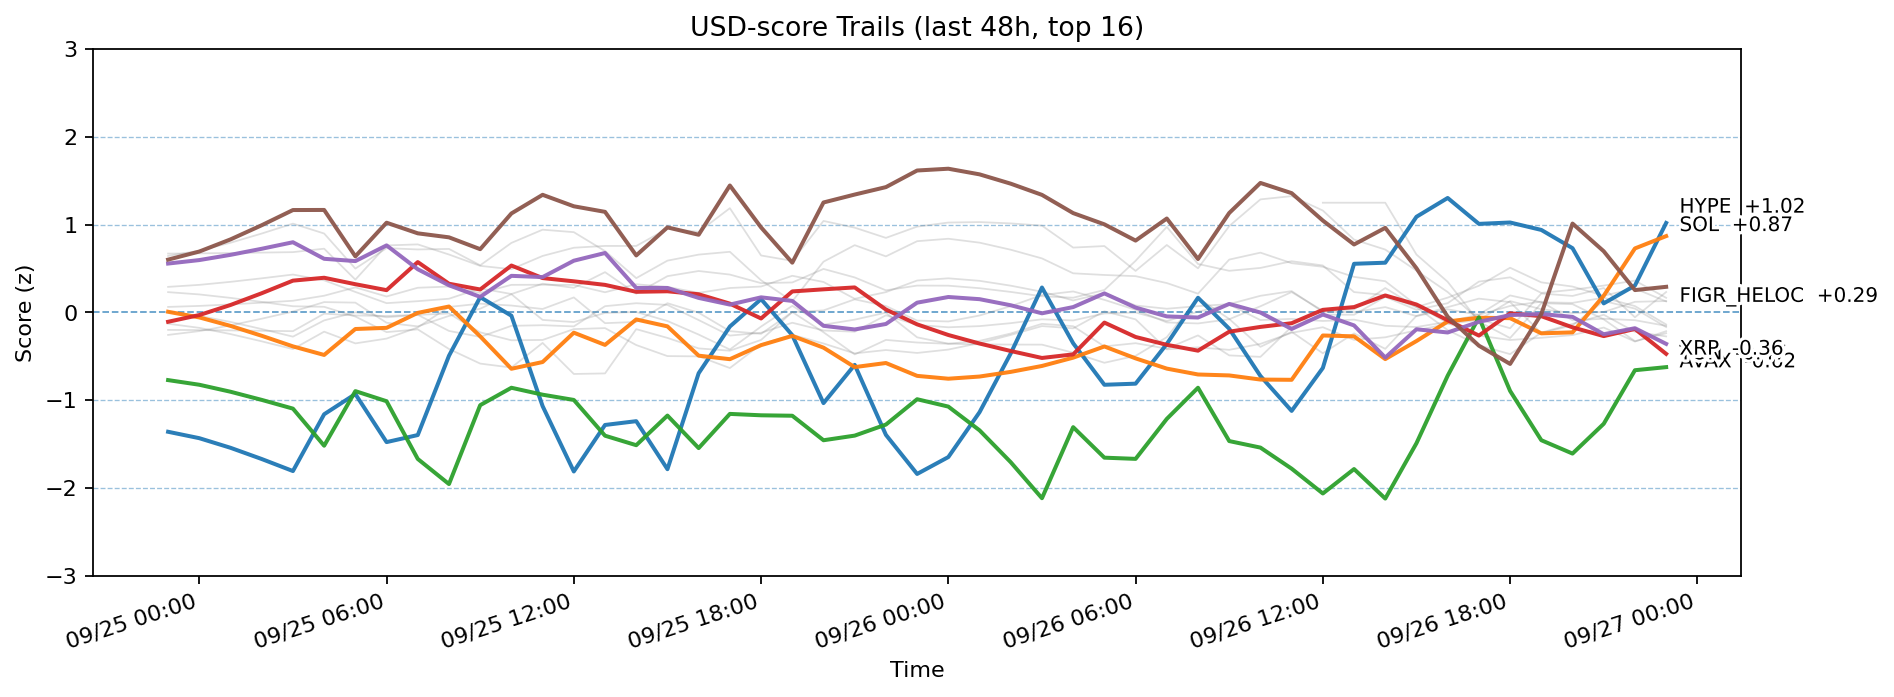 USD-score Trails (last 48h, top 16)
3
2
1
0
−1
−2
−3
Score (z)
HYPE +1.02
SOL +0.87
FIGR_HELOC +0.29
XRP -0.36
AVAX -0.62
09/25 00:00
09/25 06:00
09/25 12:00
09/25 18:00
09/26 00:00
09/26 06:00
09/26 12:00
09/26 18:00
09/27 00:00
Time